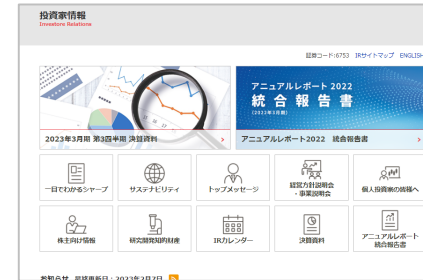 投資家情報
Investors Relations
証券コード:6753 IRサイトマップ ENGLISH
アニュアルレポート 2022
統合報告書
(2022年3月期)
2023年3月期 第3四半期 決算資料
アニュアルレポート2022 統合報告書
一目でわかるシャープ
サステナビリティ
トップメッセージ
経営方針説明会
・事業説明会
個人投資家の皆様へ
株主向け情報
研究開発知的財産
IRカレンダー
決算資料
アニュアルレポート
統合報告書
お知らせ 最終更新日：2023年2月7日